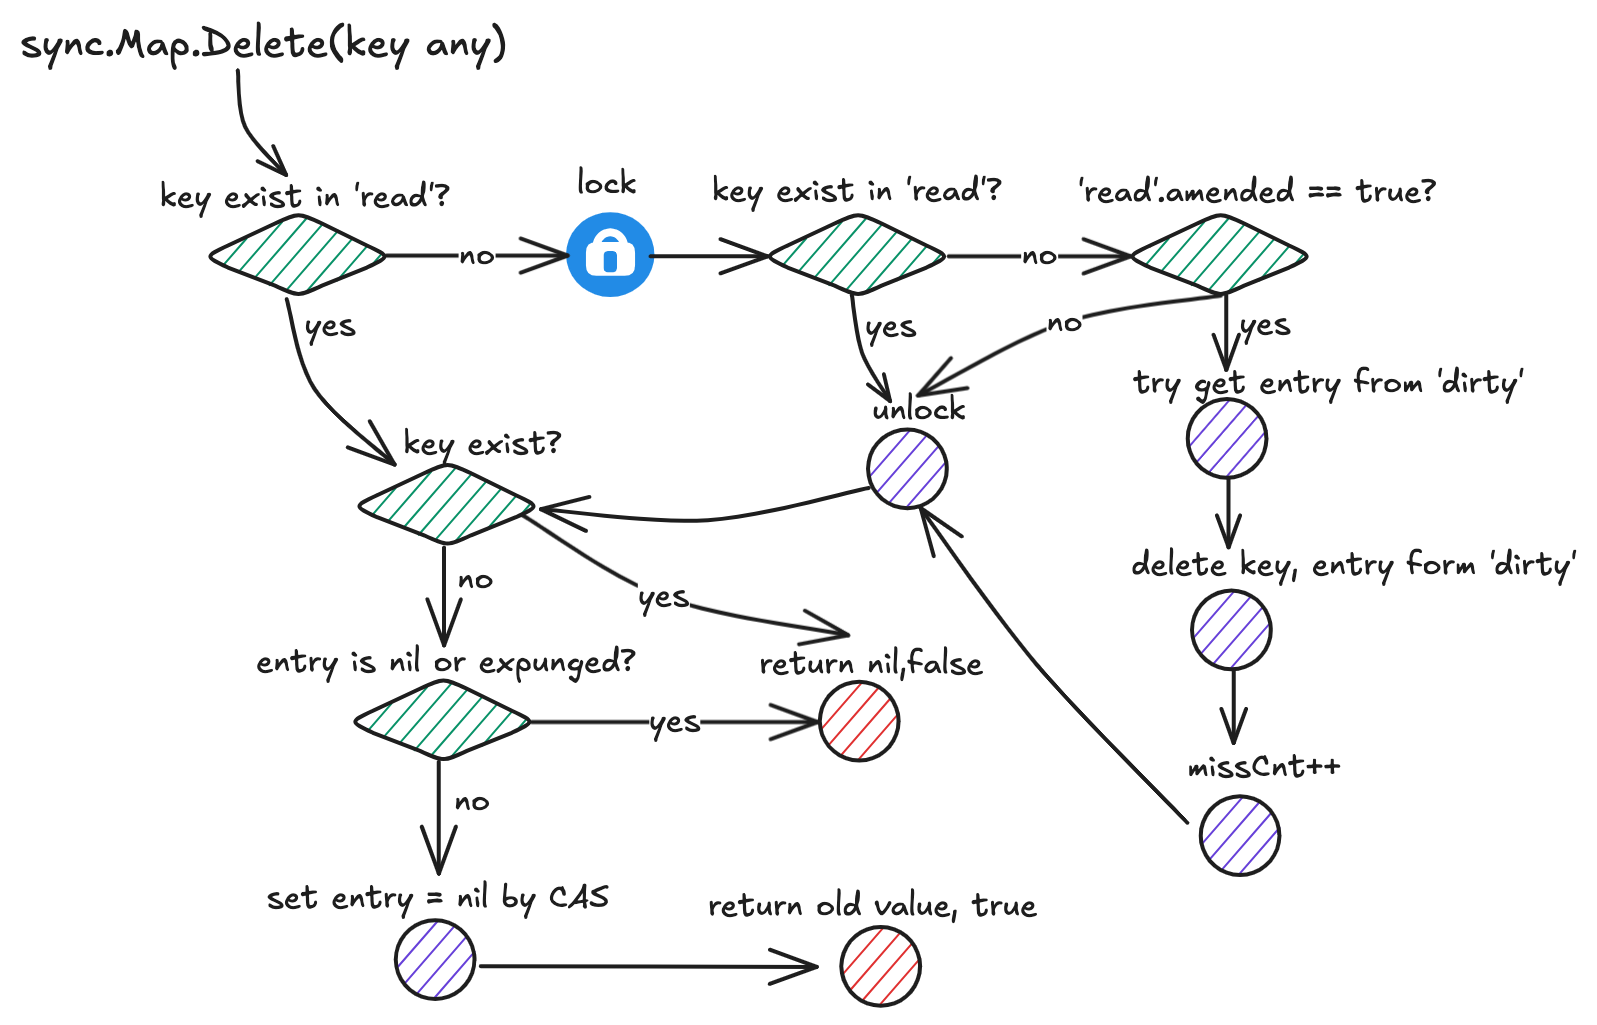 sync.Map.Delete(key any)
key exist in 'read'?
no
lock
key exist in 'read'?
no
'read'.amended == true?
yes
yes
no
yes
try get entry from 'dirty'
unlock
key exist?
no
yes
delete key, entry form 'dirty'
entry is nil or expunged?
yes
return nil,false
missCnt++
no
set entry = nil by CAS
return old value, true